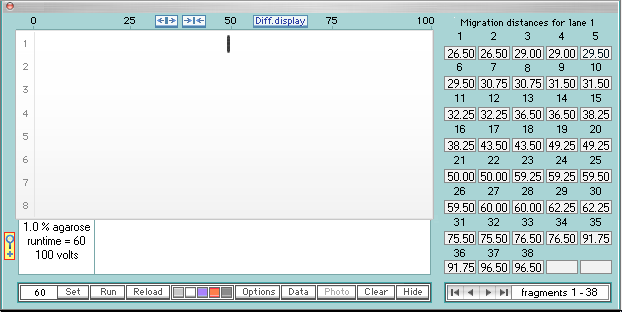 0 25 50 Diff.display 75 100
Migration distances for lane 1
1 2 3 4 5
26.50 26.50 29.00 29.00 29.50
6 7 8 9 10
29.50 30.75 30.75 31.50 31.50
11 12 13 14 15
32.25 32.25 36.50 36.50 38.25
16 17 18 19 20
38.25 43.50 43.50 49.25 49.25
21 22 23 24 25
50.00 50.00 59.25 59.25 59.50
26 27 28 29 30
59.50 60.00 60.00 62.25 62.25
31 32 33 34 35
75.50 75.50 76.50 76.50 91.75
36 37 38
91.75 96.50 96.50
1
2
3
4
5
6
7
8
1.0 % agarose
runtime = 60
100 volts
60 Set Run Reload Options Data Photo Clear Hide
fragments 1 - 38